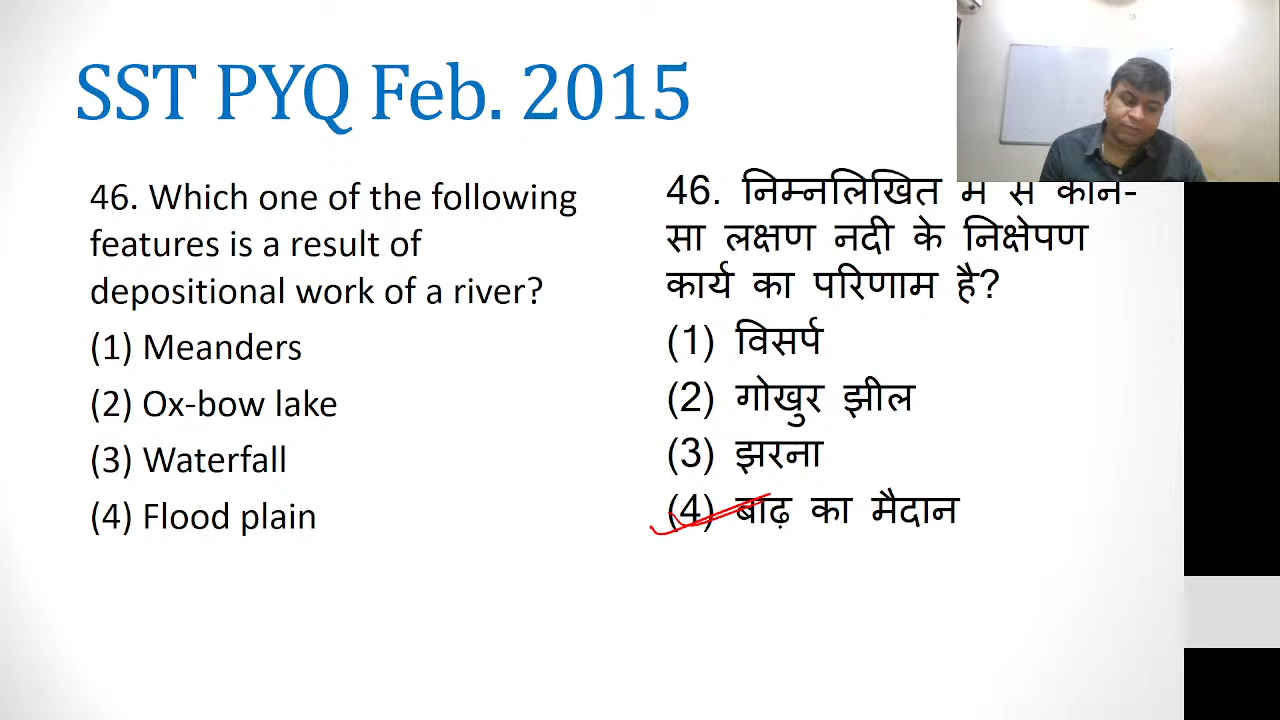 SST PYQ Feb. 2015
46. Which one of the following
features is a result of
depositional work of a river?
(1) Meanders
(2) Ox-bow lake
(3) Waterfall
(4) Flood plain
46. निम्नलिखित में से कौन-
सा लक्षण नदी के निक्षेपण
कार्य का परिणाम है?
(1) विसर्प
(2) गोखुर झील
(3) झरना
(4) बाढ़ का मैदान